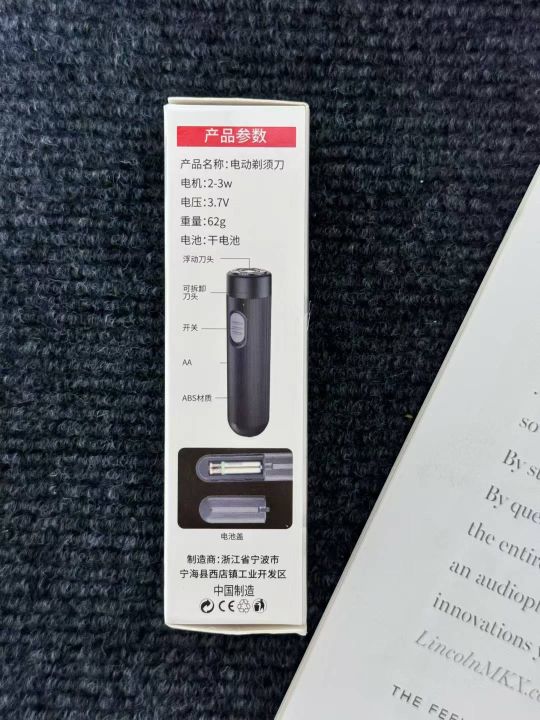 产品参数
产品名称:电动剃须刀
电机:2-3w
电压:3.7V
重量:62g
电池:干电池
浮动刀头
可拆卸
刀头
开关
AA
ABS材质
电池盖
制造商:浙江省宁波市
宁海县西店镇工业开发区
中国制造
CE
so
By
By que
the entire
an audioph
innovations
LincolnMKX.c
THE FEE